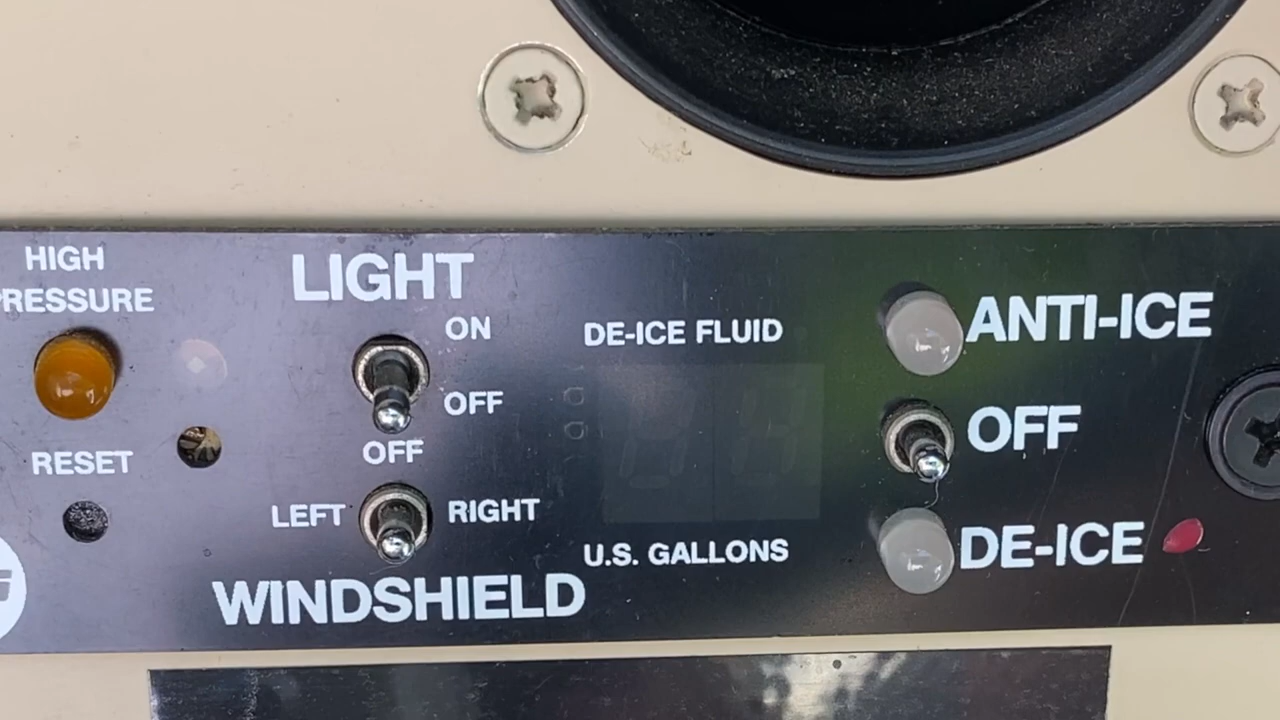 HIGH
PRESSURE
RESET
LIGHT
ON
OFF
OFF
LEFT
RIGHT
WINDSHIELD
DE-ICE FLUID
U.S. GALLONS
ANTI-ICE
OFF
DE-ICE